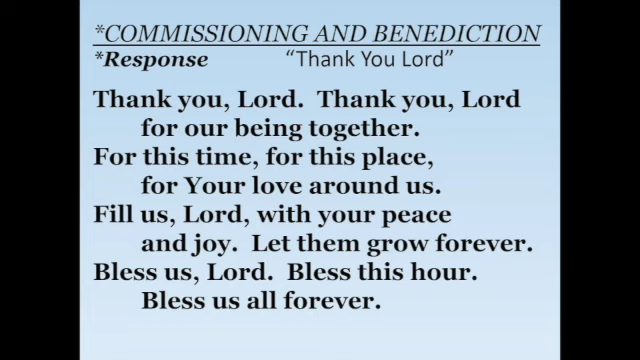 *COMMISSIONING AND BENEDICTION
*Response “Thank You Lord”
Thank you, Lord. Thank you, Lord
for our being together.
For this time, for this place,
for Your love around us.
Fill us, Lord, with your peace
and joy. Let them grow forever.
Bless us, Lord. Bless this hour.
Bless us all forever.